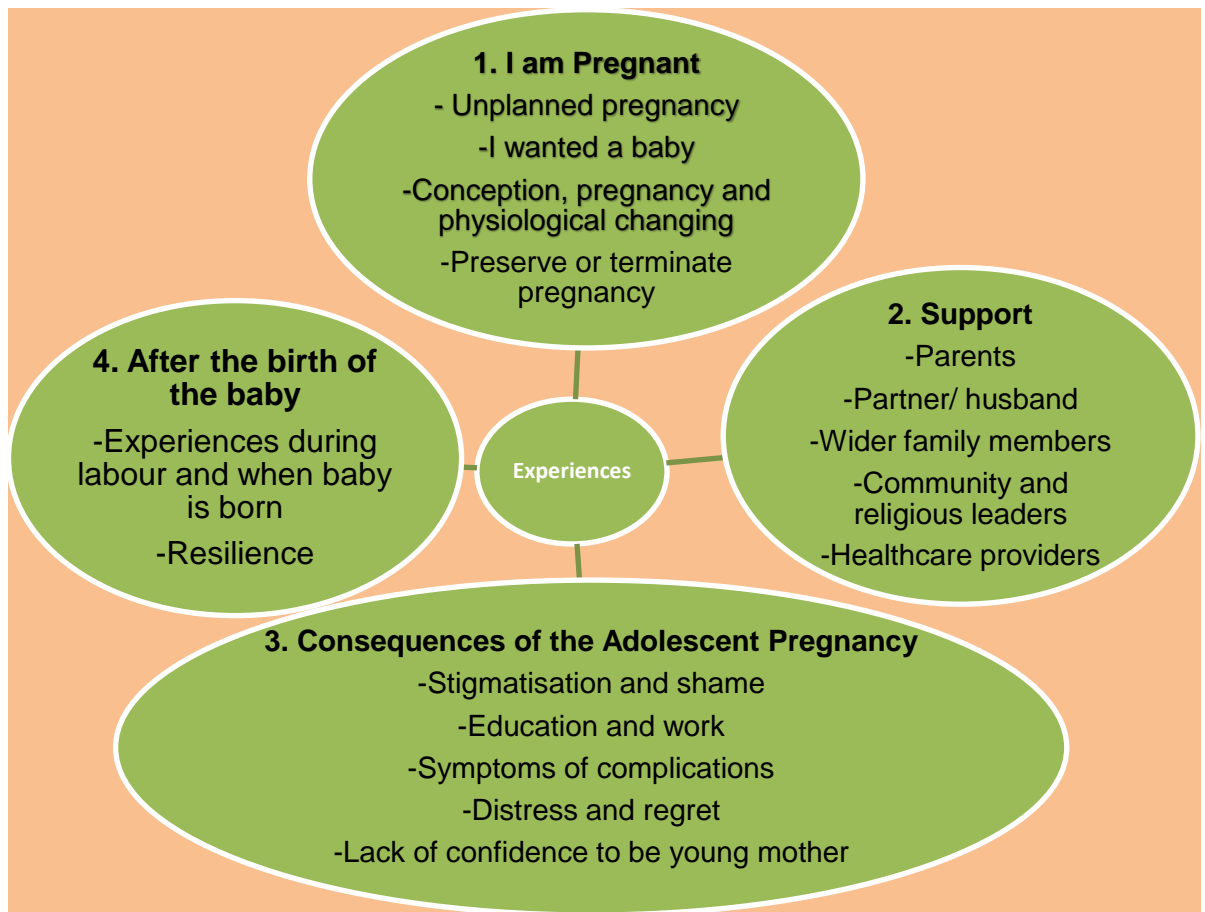 1. I am Pregnant
- Unplanned pregnancy
-I wanted a baby
-Conception, pregnancy and
physiological changing
-Preserve or terminate
pregnancy
2. Support
-Parents
-Partner/ husband
-Wider family members
-Community and
religious leaders
-Healthcare providers
Experiences
3. Consequences of the Adolescent Pregnancy
-Stigmatisation and shame
-Education and work
-Symptoms of complications
-Distress and regret
-Lack of confidence to be young mother
4. After the birth of
the baby
-Experiences during
labour and when baby
is born
-Resilience